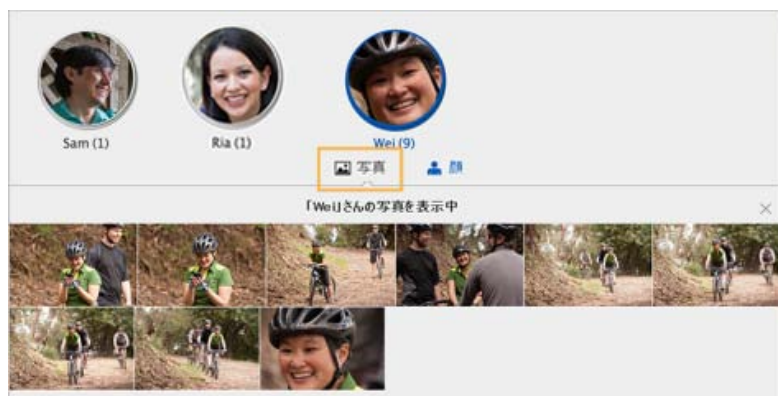 Sam (1)
Ria (1)
Wei (9)
写真
顔
「Wei」さんの写真を表示中